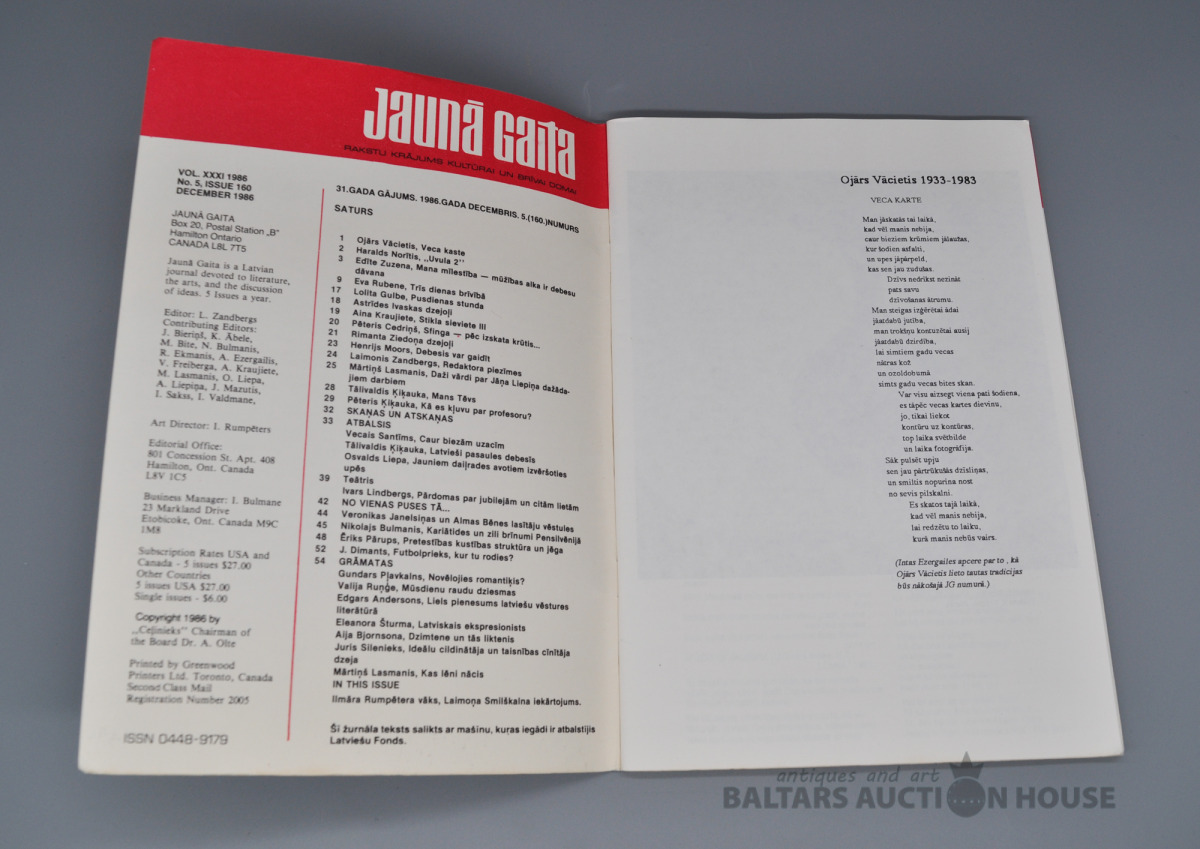 Jaunā Gaita
RAKSTU KRĀJUMS KULTŪRAI UN BRĪVAI DOMAI
VOL. XXXI 1986
No. 5, ISSUE 160
DECEMBER 1986
JAUNĀ GAITA
Box 20, Postal Station „B"
Hamilton Ontario
CANADA L8L 7T5
Jaunā Gaita is a Latvian
journal devoted to literature,
the arts, and the discussion
of ideas. 5 Issues a year.
Editor: L. Zandbergs
Contributing Editors:
J. Bieriņš, K. Ābele,
M. Bite, N. Bulmanis,
R. Ekmanis, A. Ezergailis,
V. Freiberga, A. Kraujiete,
M. Lasmanis, O. Liepa,
A. Liepiņa, J. Mazutis,
I. Sakss, I. Valdmane,
Art Director: I. Rumpēters
Editorial Office:
801 Concession St. Apt. 408
Hamilton, Ont. Canada
L8V 1C5
Business Manager: I. Bulmane
23 Markland Drive
Etobicoke, Ont. Canada M9C
1M8
Subscription Rates USA and
Canada - 5 issues $27.00
Other Countries
5 issues USA $27.00
Single issues - $6.00
Copyright 1986 by
„Ceļinieks" Chairman of
the Board Dr. A. Olte
Printed by Greenwood
Printers Ltd. Toronto, Canada
Second Class Mail
Registration Number 2005
ISSN 0448-9179
31.GADA GĀJUMS. 1986.GADA DECEMBRIS. 5.(160.)NUMURS
SATURS
1 Ojārs Vācietis, Veca kaste
2 Haralds Norītis, „Uvula 2"
3 Edīte Zuzena, Mana mīlestība — mūžības alka ir debesu
dāvana
9 Eva Rubene, Trīs dienas brīvībā
17 Lolita Gulbe, Pusdienas stunda
18 Astrīdes Ivaskas dzejoļi
19 Aina Kraujiete, Stikla sieviete III
20 Pēteris Cedriņš, Sfinga — pēc izskata krūtis...
21 Rimanta Ziedoņa dzejoļi
23 Henrijs Moors, Debesis var gaidīt
24 Laimonis Zandbergs, Redaktora piezīmes
25 Mārtiņš Lasmanis, Daži vārdi par Jāņa Liepiņa dažāda-
jiem darbiem
28 Tālivaldis Ķiķauka, Mans Tēvs
29 Pēteris Ķiķauka, Kā es kļuvu par profesoru?
32 SKAŅAS UN ATSKAŅAS
33 ATBALSIS
Vecais Santīms, Caur biezām uzacīm
Tālivaldis Ķiķauka, Latvieši pasaules debesīs
Osvalds Liepa, Jauniem daiļrades avotiem izvēršoties
upēs
39 Teātris
Ivars Lindbergs, Pārdomas par jubilejām un citām lietām
42 NO VIENAS PUSES TĀ...
44 Veronikas Janelsiņas un Almas Bēnes lasītāju vēstules
45 Nikolajs Bulmanis, Kariātides un zili brīnumi Pensilvēnijā
48 Ēriks Pārups, Pretestības kustības struktūra un jēga
52 J. Dimants, Futbolprieks, kur tu rodies?
54 GRĀMATAS
Gundars Pļavkalns, Novēlojies romantiķis?
Valija Ruņģe, Mūsdienu raudu dziesmas
Edgars Andersons, Liels pienesums latviešu vēstures
literātūrā
Eleanora Šturma, Latviskais ekspresionists
Aija Bjornsona, Dzimtene un tās liktenis
Juris Silenieks, Ideālu cildinātāja un taisnības cīnītāja
dzeja
Mārtiņš Lasmanis, Kas lēni nācis
IN THIS ISSUE
Ilmāra Rumpētera vāks, Laimoņa Smilškalna iekārtojums.
Šī žurnāla teksts salikts ar mašīnu, kuŗas iegādi ir atbalstījis
Latviešu Fonds.
Ojārs Vācietis 1933-1983
VECA KARTE
Man jāskatās tai laikā,
kad vēl manis nebija,
caur bieziem krūmiem jālaužas,
kur šodien asfalti,
un upes jāpārpeld,
kas sen jau zudušas.
Dzīvs nedrīkst nezināt
pats savu
dzīvošanas ātrumu.
Man steigas izģērētai ādai
jāatdabū jutība,
man trokšņu kontuzētai ausij
jāatdabū dzirdība,
lai simtiem gadu vecas
nākras kož
un ozoldobumā
simts gadu vecas bites skan.
Var visu aizsegt viena pati šodiena,
es tāpēc vecas kartes dievinu,
jo, tikai liekot
kontūru uz kontūras,
top laika svētbilde
un laika fotogrāfija.
Sāk pulsēt upju
sen jau pārtrūkušās dzīsliņas,
un smiltis nopurina nost
no sevis pilskalni.
Es skatos tajā laikā,
kad vēl manis nebija,
lai redzētu to laiku,
kurā manis nebūs vairs.
(Intas Ezergailes apcere par to , kā
Ojārs Vācietis lieto tautas tradīcijas
būs nākošajā JG numurā.)
antiques and art
BALTARS AUCTION HOUSE